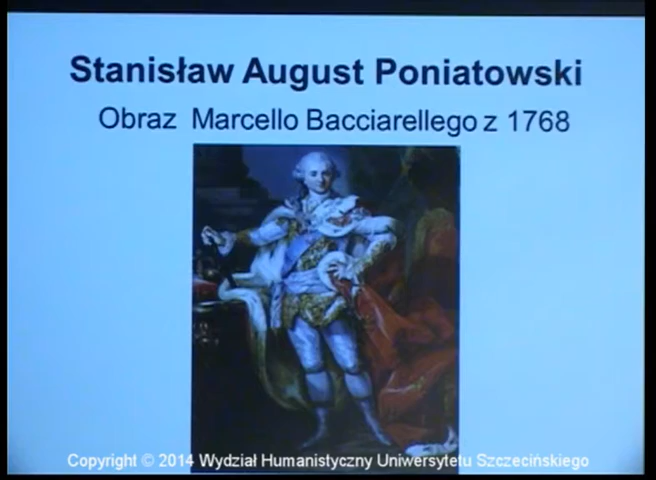 Stanisław August Poniatowski
Obraz Marcello Bacciarellego z 1768
Copyright © 2014 Wydział Humanistyczny Uniwersytetu Szczecińskiego